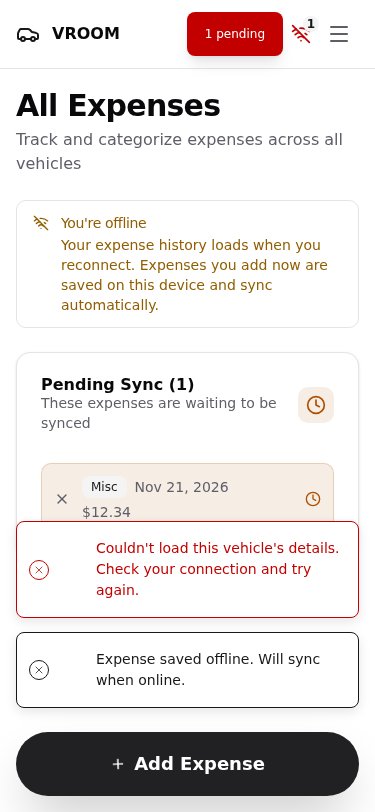 VROOM
1 pending
1
All Expenses
Track and categorize expenses across all
vehicles
You're offline
Your expense history loads when you
reconnect. Expenses you add now are
saved on this device and sync
automatically.
Pending Sync (1)
These expenses are waiting to be
synced
Misc Nov 21, 2026
$12.34
Couldn't load this vehicle's details.
Check your connection and try
again.
Expense saved offline. Will sync
when online.
+ Add Expense